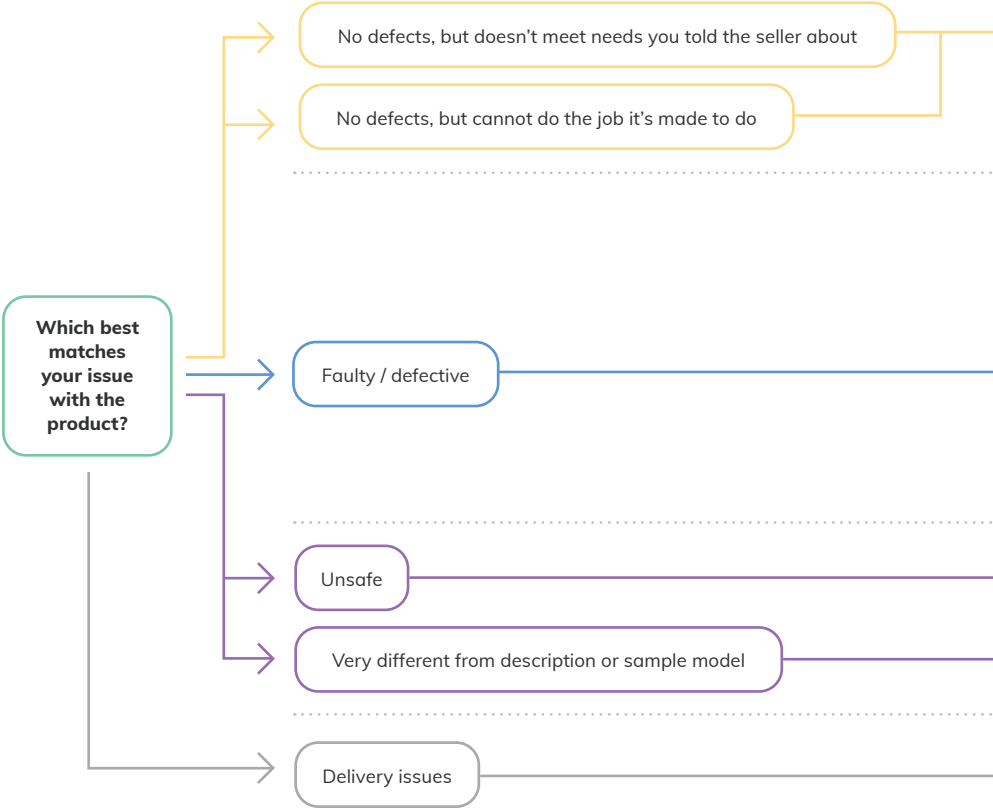 No defects, but doesn’t meet needs you told the seller about
No defects, but cannot do the job it’s made to do
Which best
matches
your issue
with the
product?
Faulty / defective
Unsafe
Very different from description or sample model
Delivery issues